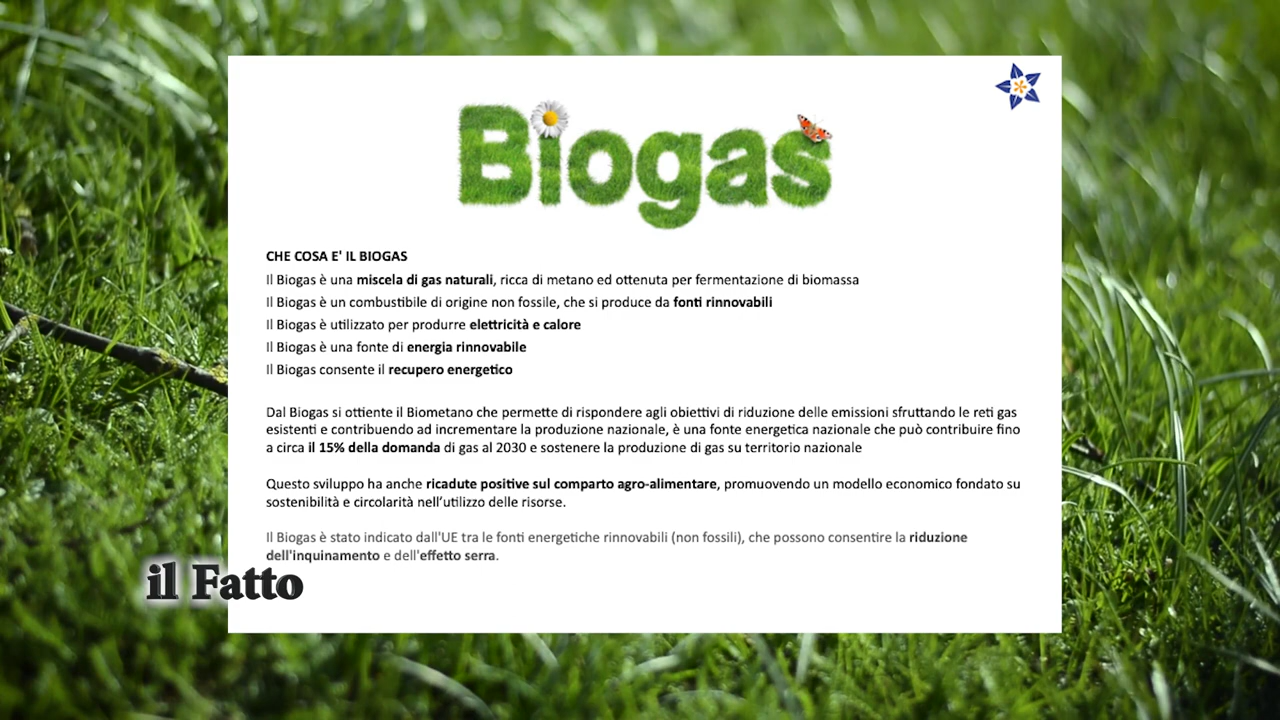 Biogas
CHE COSA E' IL BIOGAS
Il Biogas è una miscela di gas naturali, ricca di metano ed ottenuta per fermentazione di biomassa
Il Biogas è un combustibile di origine non fossile, che si produce da fonti rinnovabili
Il Biogas è utilizzato per produrre elettricità e calore
Il Biogas è una fonte di energia rinnovabile
Il Biogas consente il recupero energetico
Dal Biogas si ottiente il Biometano che permette di rispondere agli obiettivi di riduzione delle emissioni sfruttando le reti gas
esistenti e contribuendo ad incrementare la produzione nazionale, è una fonte energetica nazionale che può contribuire fino
a circa il 15% della domanda di gas al 2030 e sostenere la produzione di gas su territorio nazionale
Questo sviluppo ha anche ricadute positive sul comparto agro-alimentare, promuovendo un modello economico fondato su
sostenibilità e circolarità nell'utilizzo delle risorse.
Il Biogas è stato indicato dall'UE tra le fonti energetiche rinnovabili (non fossili), che possono consentire la riduzione
dell'inquinamento e dell'effetto serra.
il Fatto